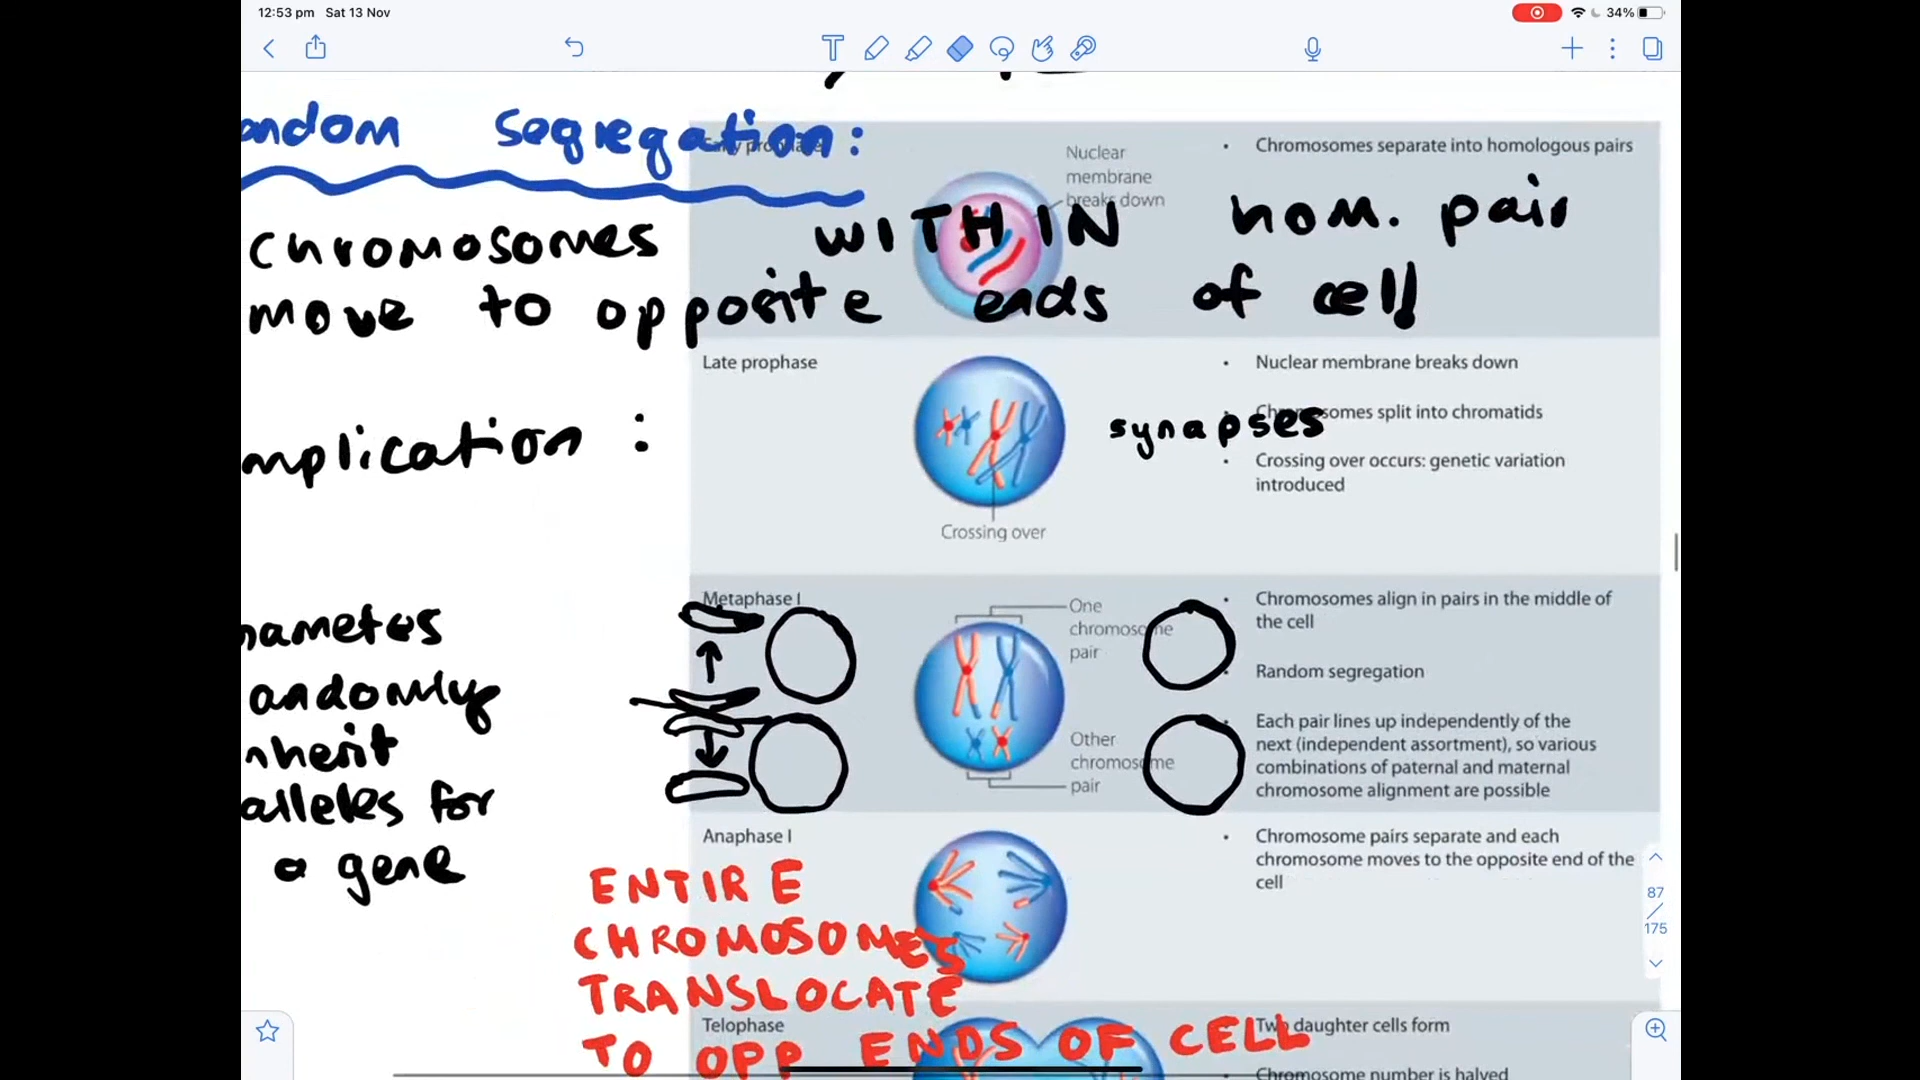 12:53 pm Sat 13 Nov
34%
andom Segregation:
Nuclear
membrane
breaks down
• Chromosomes separate into homologous pairs
chromosomes WITHIN hom. pair
move to opposite ends of cell
Late prophase
• Nuclear membrane breaks down
synapses
somes split into chromatids
• Crossing over occurs: genetic variation
introduced
mplication :
Crossing over
Metaphase I
One
chromosome
pair
• Chromosomes align in pairs in the middle of
the cell
Random segregation
Each pair lines up independently of the
next (independent assortment), so various
combinations of paternal and maternal
chromosome alignment are possible
Other
chromosome
pair
andomly
nherit
alleles for
a gene
Anaphase I
• Chromosome pairs separate and each
chromosome moves to the opposite end of the
cell
ENTIRE
CHROMOSOMES
TRANSLOCATE
TO OPP ENDS OF CELL
87
/
175
Telophase
Two daughter cells form
Chromosome number is halved